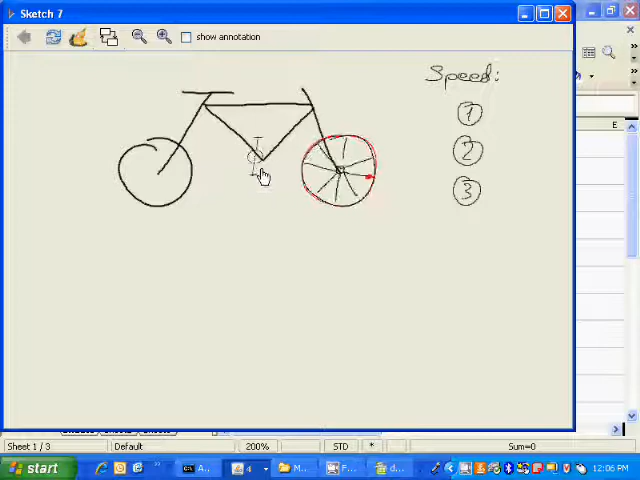 Sketch 7
show annotation
Speed:
1
2
3
E
Sheet 1 / 3
Default
200%
STD
*
Sum=0
start
A...
4
M...
F...
d...
12:06 PM